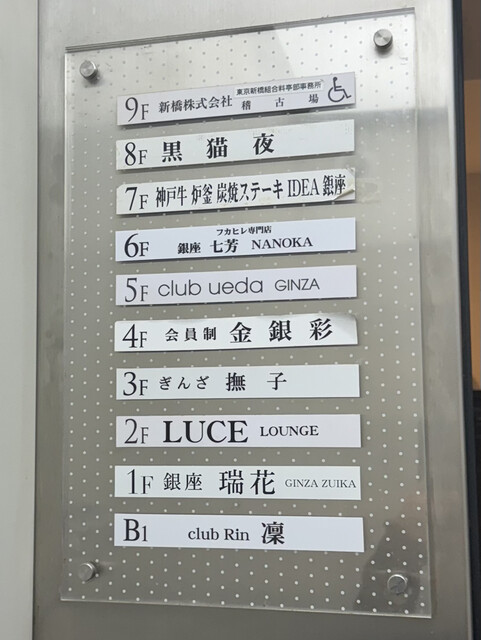 東京新橋組合料亭部事務所
9F 新橋株式会社 稽古場
8F 黒猫夜
7F 神戸牛 炉釜 炭焼ステーキ IDEA 銀座
フカヒレ専門店
6F 銀座 七芳 NANOKA
5F club ueda GINZA
4F 会員制 金銀彩
3F ぎんざ 撫子
2F LUCE LOUNGE
1F 銀座 瑞花 GINZA ZUIKA
B1 club Rin 凜